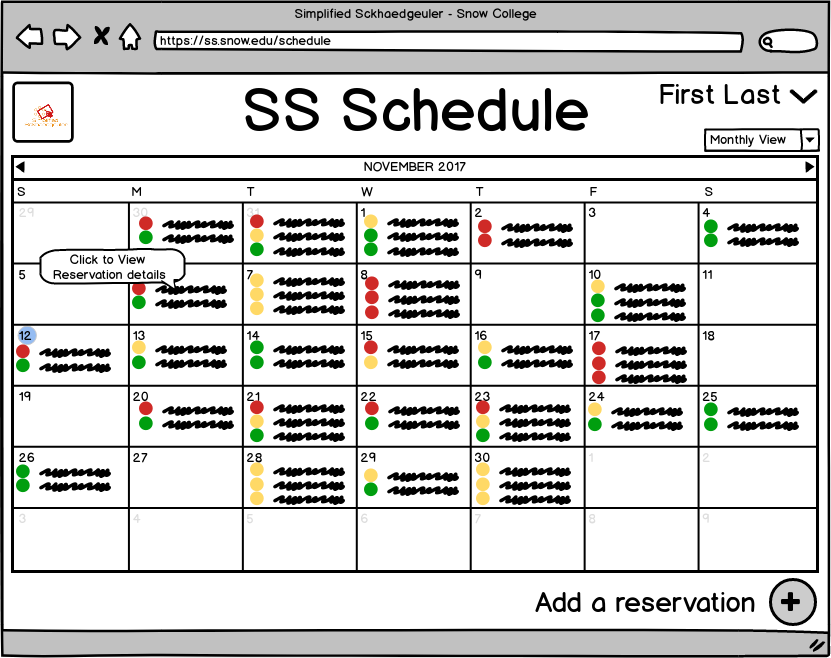 Simplified Sckhaedgeuler - Snow College
https://ss.snow.edu/schedule
SS Schedule
First Last
Monthly View
NOVEMBER 2017
S M T W T F S
29 30 31 1 2 3 4
Click to View
Reservation details
5 7 8 9 10 11
12 13 14 15 16 17 18
19 20 21 22 23 24 25
26 27 28 29 30 1 2
3 4 5 6 7 8 9
Add a reservation